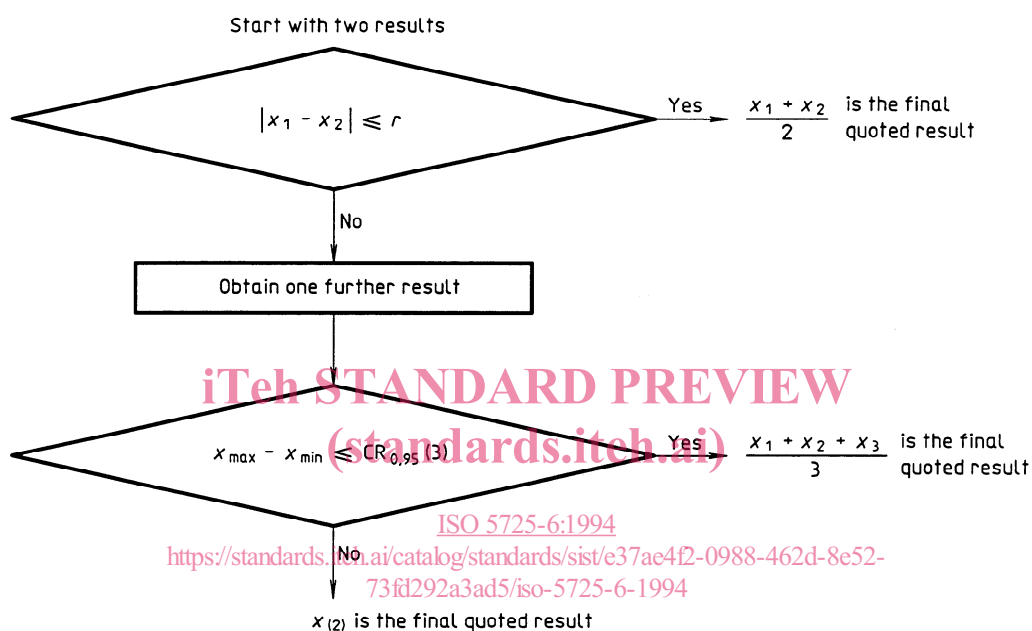 Start with two results
|x₁ - x₂| ⩽ r
Yes
x₁ + x₂
2
is the final
quoted result
No
Obtain one further result
iTeh STANDARD PREVIEW
(standards.iteh.ai)
x max - x min ⩽ CR₀,₉₅ (3)
Yes
x₁ + x₂ + x₃
3
is the final
quoted result
ISO 5725-6:1994
No
https://standards.iteh.ai/catalog/standards/sist/e37ae4f2-0988-462d-8e52-
73fd292a3ad5/iso-5725-6-1994
x₍₂₎ is the final quoted result